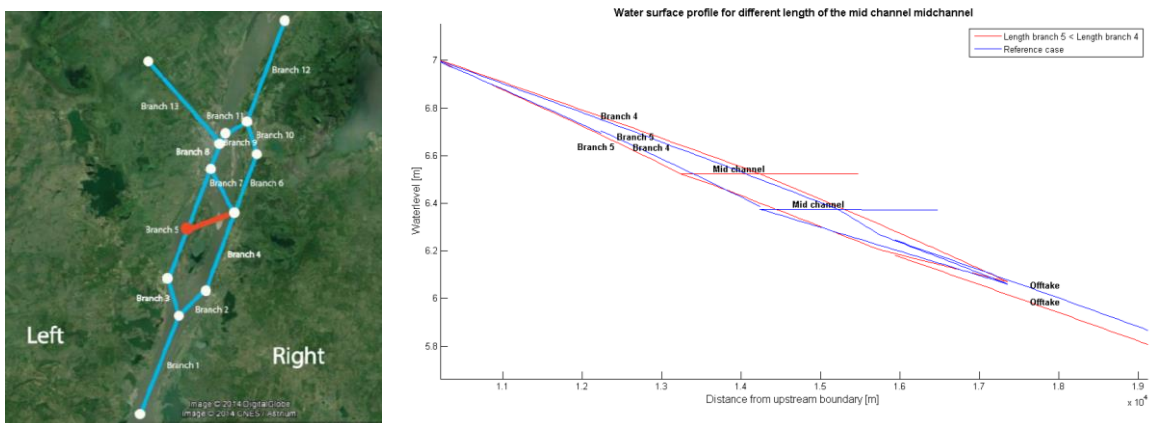 Branch 12
Branch 13
Branch 11
Branch 10
Branch 9
Branch 8
Branch 7
Branch 6
Branch 5
Branch 4
Branch 3
Branch 2
Left
Right
Branch 1
Image © 2014 DigitalGlobe
Image © 2014 CNES / Astrium
Water surface profile for different length of the mid channel midchannel
Length branch 5 < Length branch 4
Reference case
7
6.8
6.6
6.4
6.2
6
5.8
Waterlevel [m]
Branch 4
Branch 5
Branch 5
Branch 4
Mid channel
Mid channel
Offtake
Offtake
1.1
1.2
1.3
1.4
1.5
1.6
1.7
1.8
1.9
x 10⁴
Distance from upstream boundary [m]